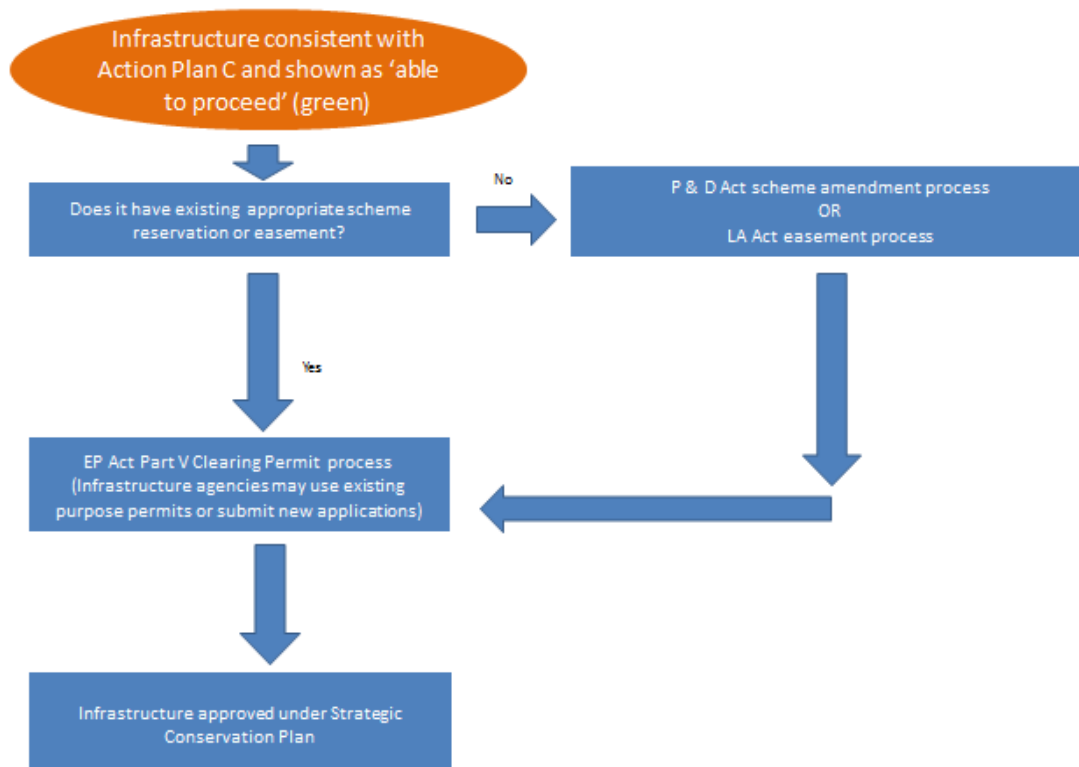 Infrastructure consistent with
Action Plan C and shown as ‘able
to proceed’ (green)
Does it have existing appropriate scheme
reservation or easement?
No
P & D Act scheme amendment process
OR
LA Act easement process
Yes
EP Act Part V Clearing Permit process
(Infrastructure agencies may use existing
purpose permits or submit new applications)
Infrastructure approved under Strategic
Conservation Plan